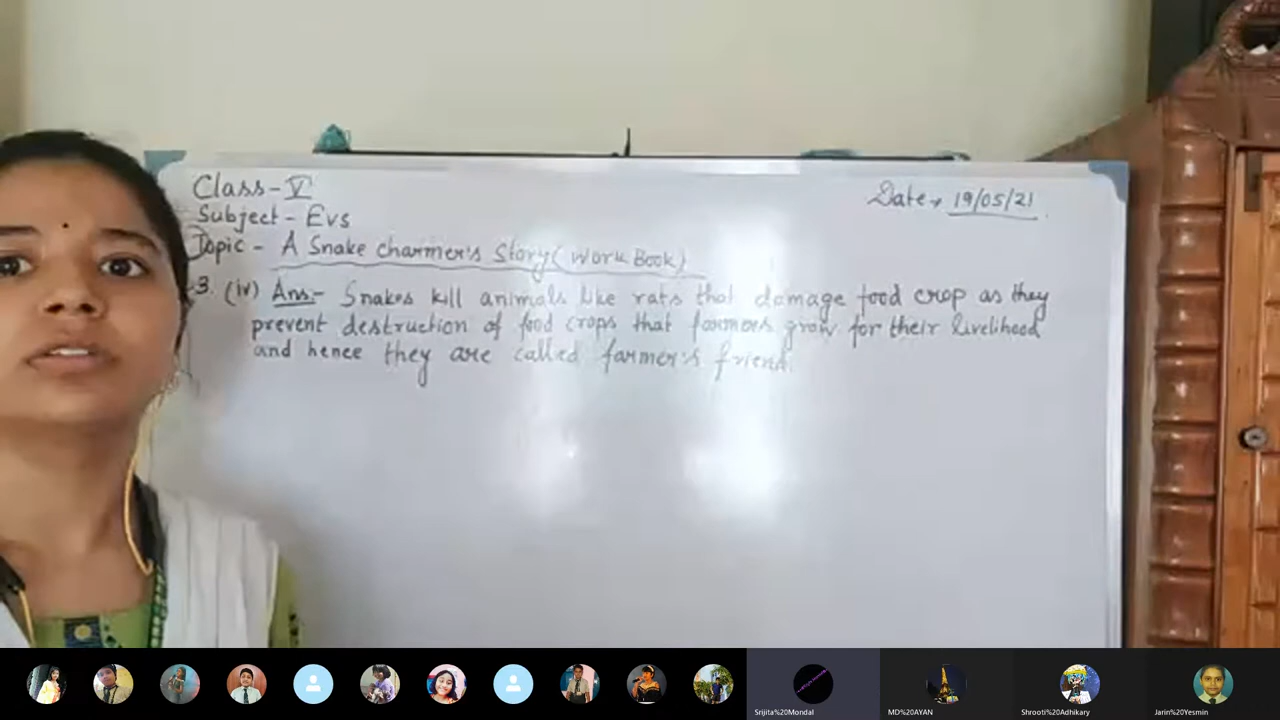 Class - V
Subject - Evs
Date → 19/05/21
Topic - A Snake charmer's Story ( Work Book )
3. (iv) Ans:- Snakes kill animals like rats that damage food crop as they
prevent destruction of food crops that farmers grow for their livelihood
and hence they are called farmer's friend.
Srijita%20Mondal
MD%20AYAN
Shrooti%20Adhikary
Jarin%20Yesmin